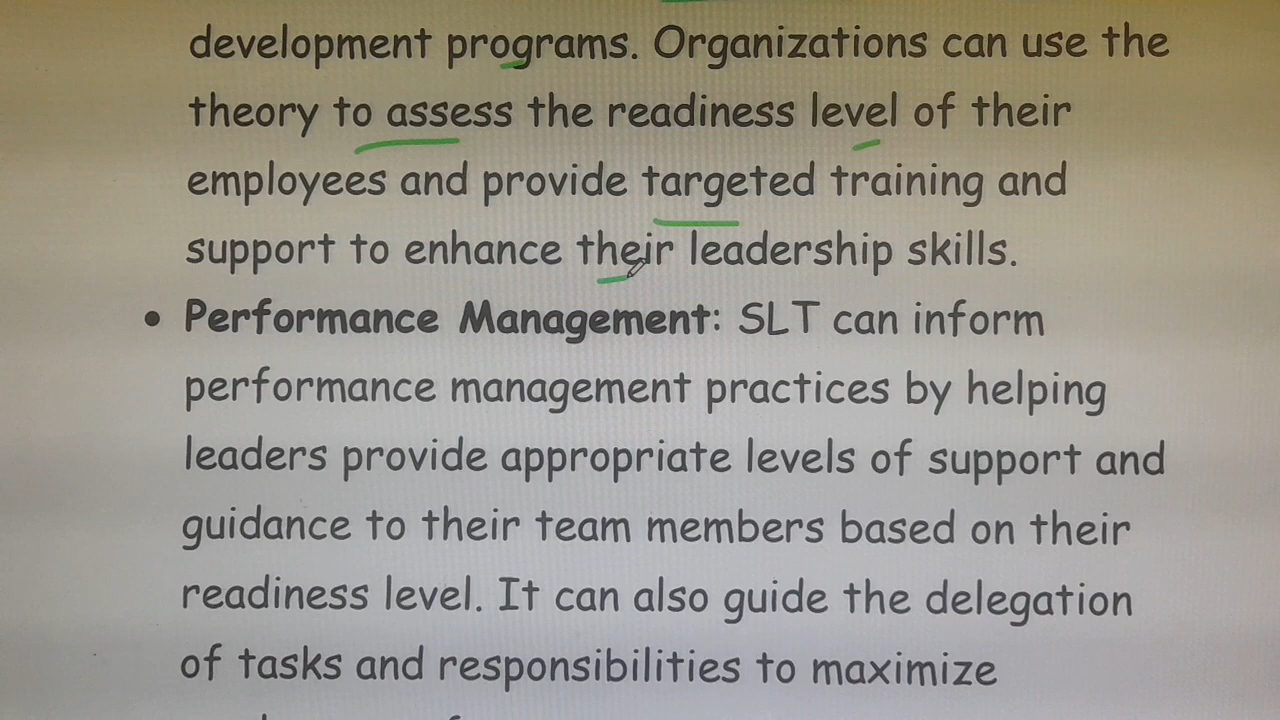 development programs. Organizations can use the
theory to assess the readiness level of their
employees and provide targeted training and
support to enhance their leadership skills.
• Performance Management: SLT can inform
performance management practices by helping
leaders provide appropriate levels of support and
guidance to their team members based on their
readiness level. It can also guide the delegation
of tasks and responsibilities to maximize